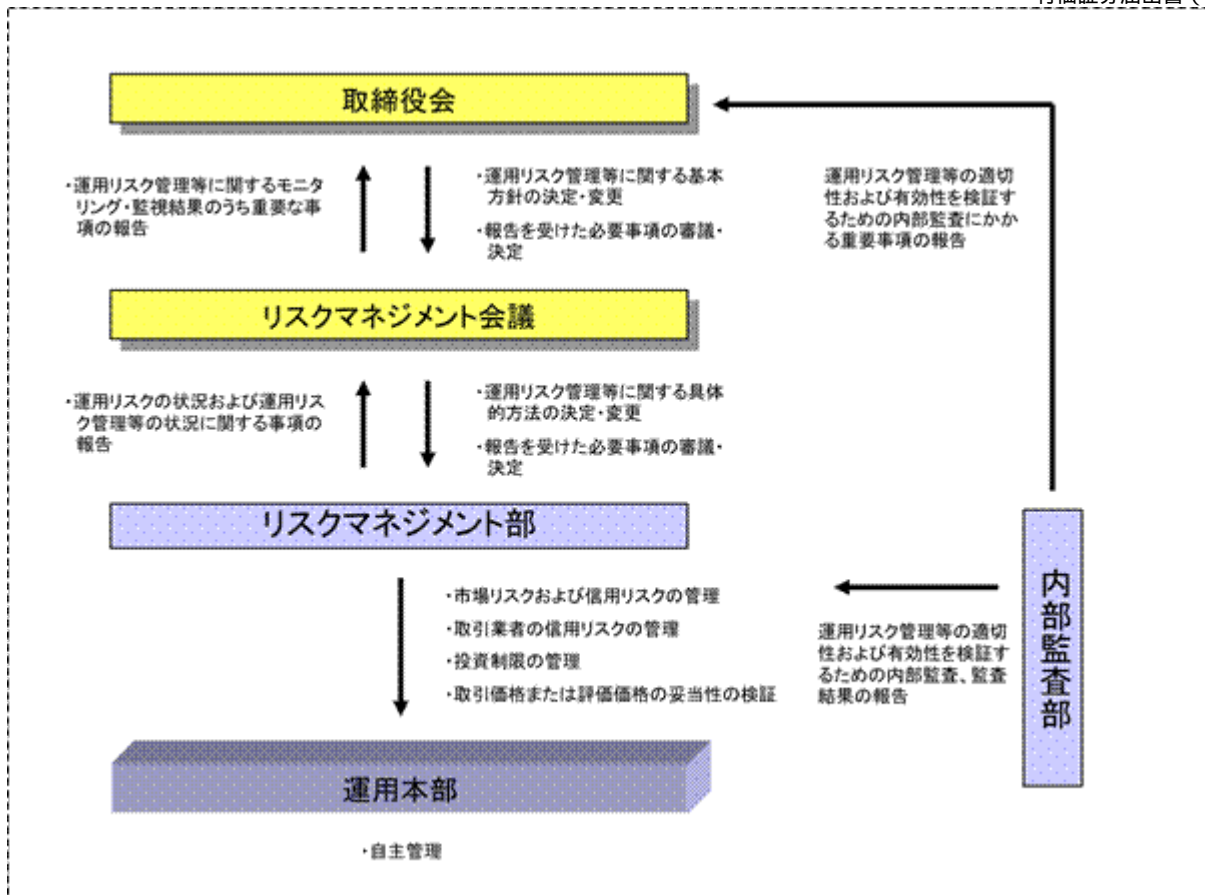 取締役会
・運用リスク管理等に関するモニタ
リング・監視結果のうち重要な事
項の報告
・運用リスク管理等に関する基本
方針の決定・変更
・報告を受けた必要事項の審議・
決定
運用リスク管理等の適切
性および有効性を検証す
るための内部監査にかか
る重要事項の報告
リスクマネジメント会議
・運用リスクの状況および運用リス
ク管理等の状況に関する事項の
報告
・運用リスク管理等に関する具体
的方法の決定・変更
・報告を受けた必要事項の審議・
決定
リスクマネジメント部
・市場リスクおよび信用リスクの管理
・取引業者の信用リスクの管理
・投資制限の管理
・取引価格または評価価格の妥当性の検証
運用リスク管理等の適切
性および有効性を検証す
るための内部監査、監査
結果の報告
内部監査部
運用本部
・自主管理